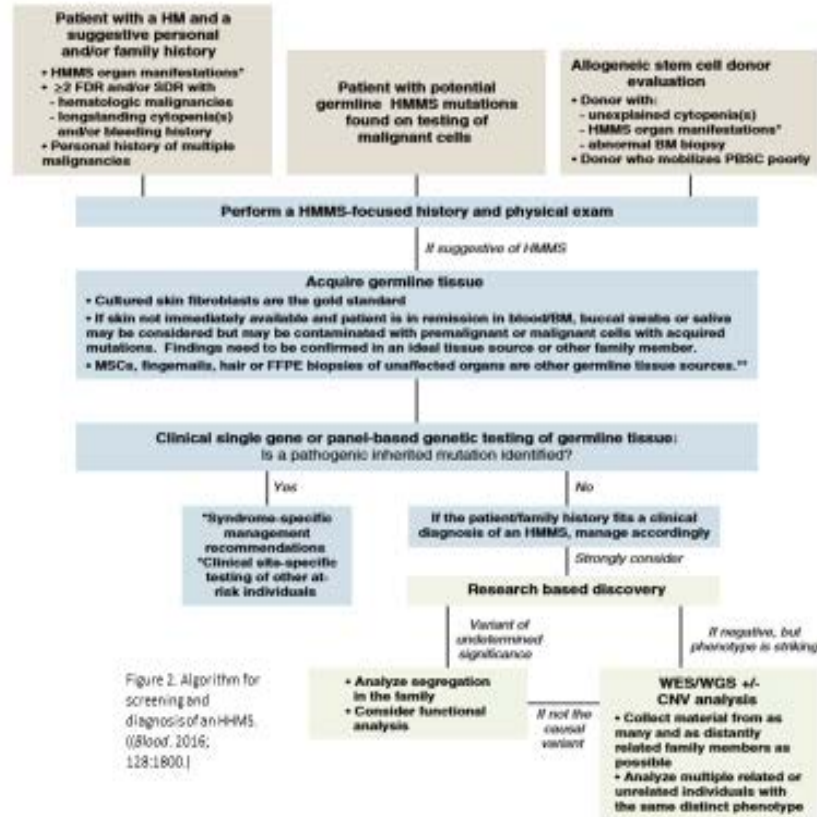 Patient with a HM and a
suggestive personal
and/or family history
• HMMS organ manifestations*
• ≥2 FDR and/or SDR with
- hematologic malignancies
- longstanding cytopenia(s)
and/or bleeding history
• Personal history of multiple
malignancies
Patient with potential
germline HMMS mutations
found on testing of
malignant cells
Allogeneic stem cell donor
evaluation
• Donor with:
- unexplained cytopenia(s)
- HMMS organ manifestations*
- abnormal BM biopsy
• Donor who mobilizes PBSC poorly
Perform a HMMS-focused history and physical exam
If suggestive of HMMS
Acquire germline tissue
• Cultured skin fibroblasts are the gold standard
• If skin not immediately available and patient is in remission in blood/BM, buccal swabs or saliva
may be considered but may be contaminated with premalignant or malignant cells with acquired
mutations. Findings need to be confirmed in an ideal tissue source or other family member.
• MSCs, fingernails, hair or FFPE biopsies of unaffected organs are other germline tissue sources.**
Clinical single gene or panel-based genetic testing of germline tissue:
Is a pathogenic inherited mutation identified?
Yes
No
*Syndrome-specific
management
recommendations
*Clinical site-specific
testing of other at-
risk individuals
If the patient/family history fits a clinical
diagnosis of an HMMS, manage accordingly
Strongly consider
Research based discovery
Variant of
undetermined
significance
If negative, but
phenotype is striking
• Analyze segregation
in the family
• Consider functional
analysis
If not the
causal
variant
WES/WGS +/-
CNV analysis
• Collect material from as
many and as distantly
related family members as
possible
• Analyze multiple related or
unrelated individuals with
the same distinct phenotype
Figure 2. Algorithm for
screening and
diagnosis of an HHMS.
((Blood. 2016;
128:1800.)